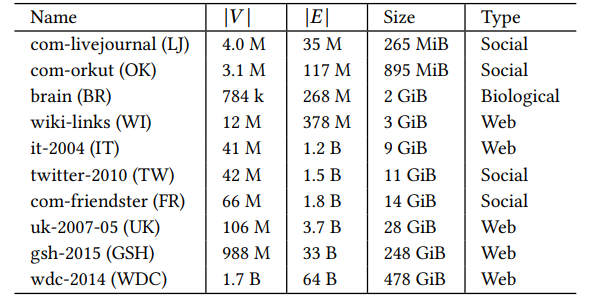 Name |V| |E| Size Type
com-livejournal (LJ) 4.0 M 35 M 265 MiB Social
com-orkut (OK) 3.1 M 117 M 895 MiB Social
brain (BR) 784 k 268 M 2 GiB Biological
wiki-links (WI) 12 M 378 M 3 GiB Web
it-2004 (IT) 41 M 1.2 B 9 GiB Web
twitter-2010 (TW) 42 M 1.5 B 11 GiB Social
com-friendster (FR) 66 M 1.8 B 14 GiB Social
uk-2007-05 (UK) 106 M 3.7 B 28 GiB Web
gsh-2015 (GSH) 988 M 33 B 248 GiB Web
wdc-2014 (WDC) 1.7 B 64 B 478 GiB Web